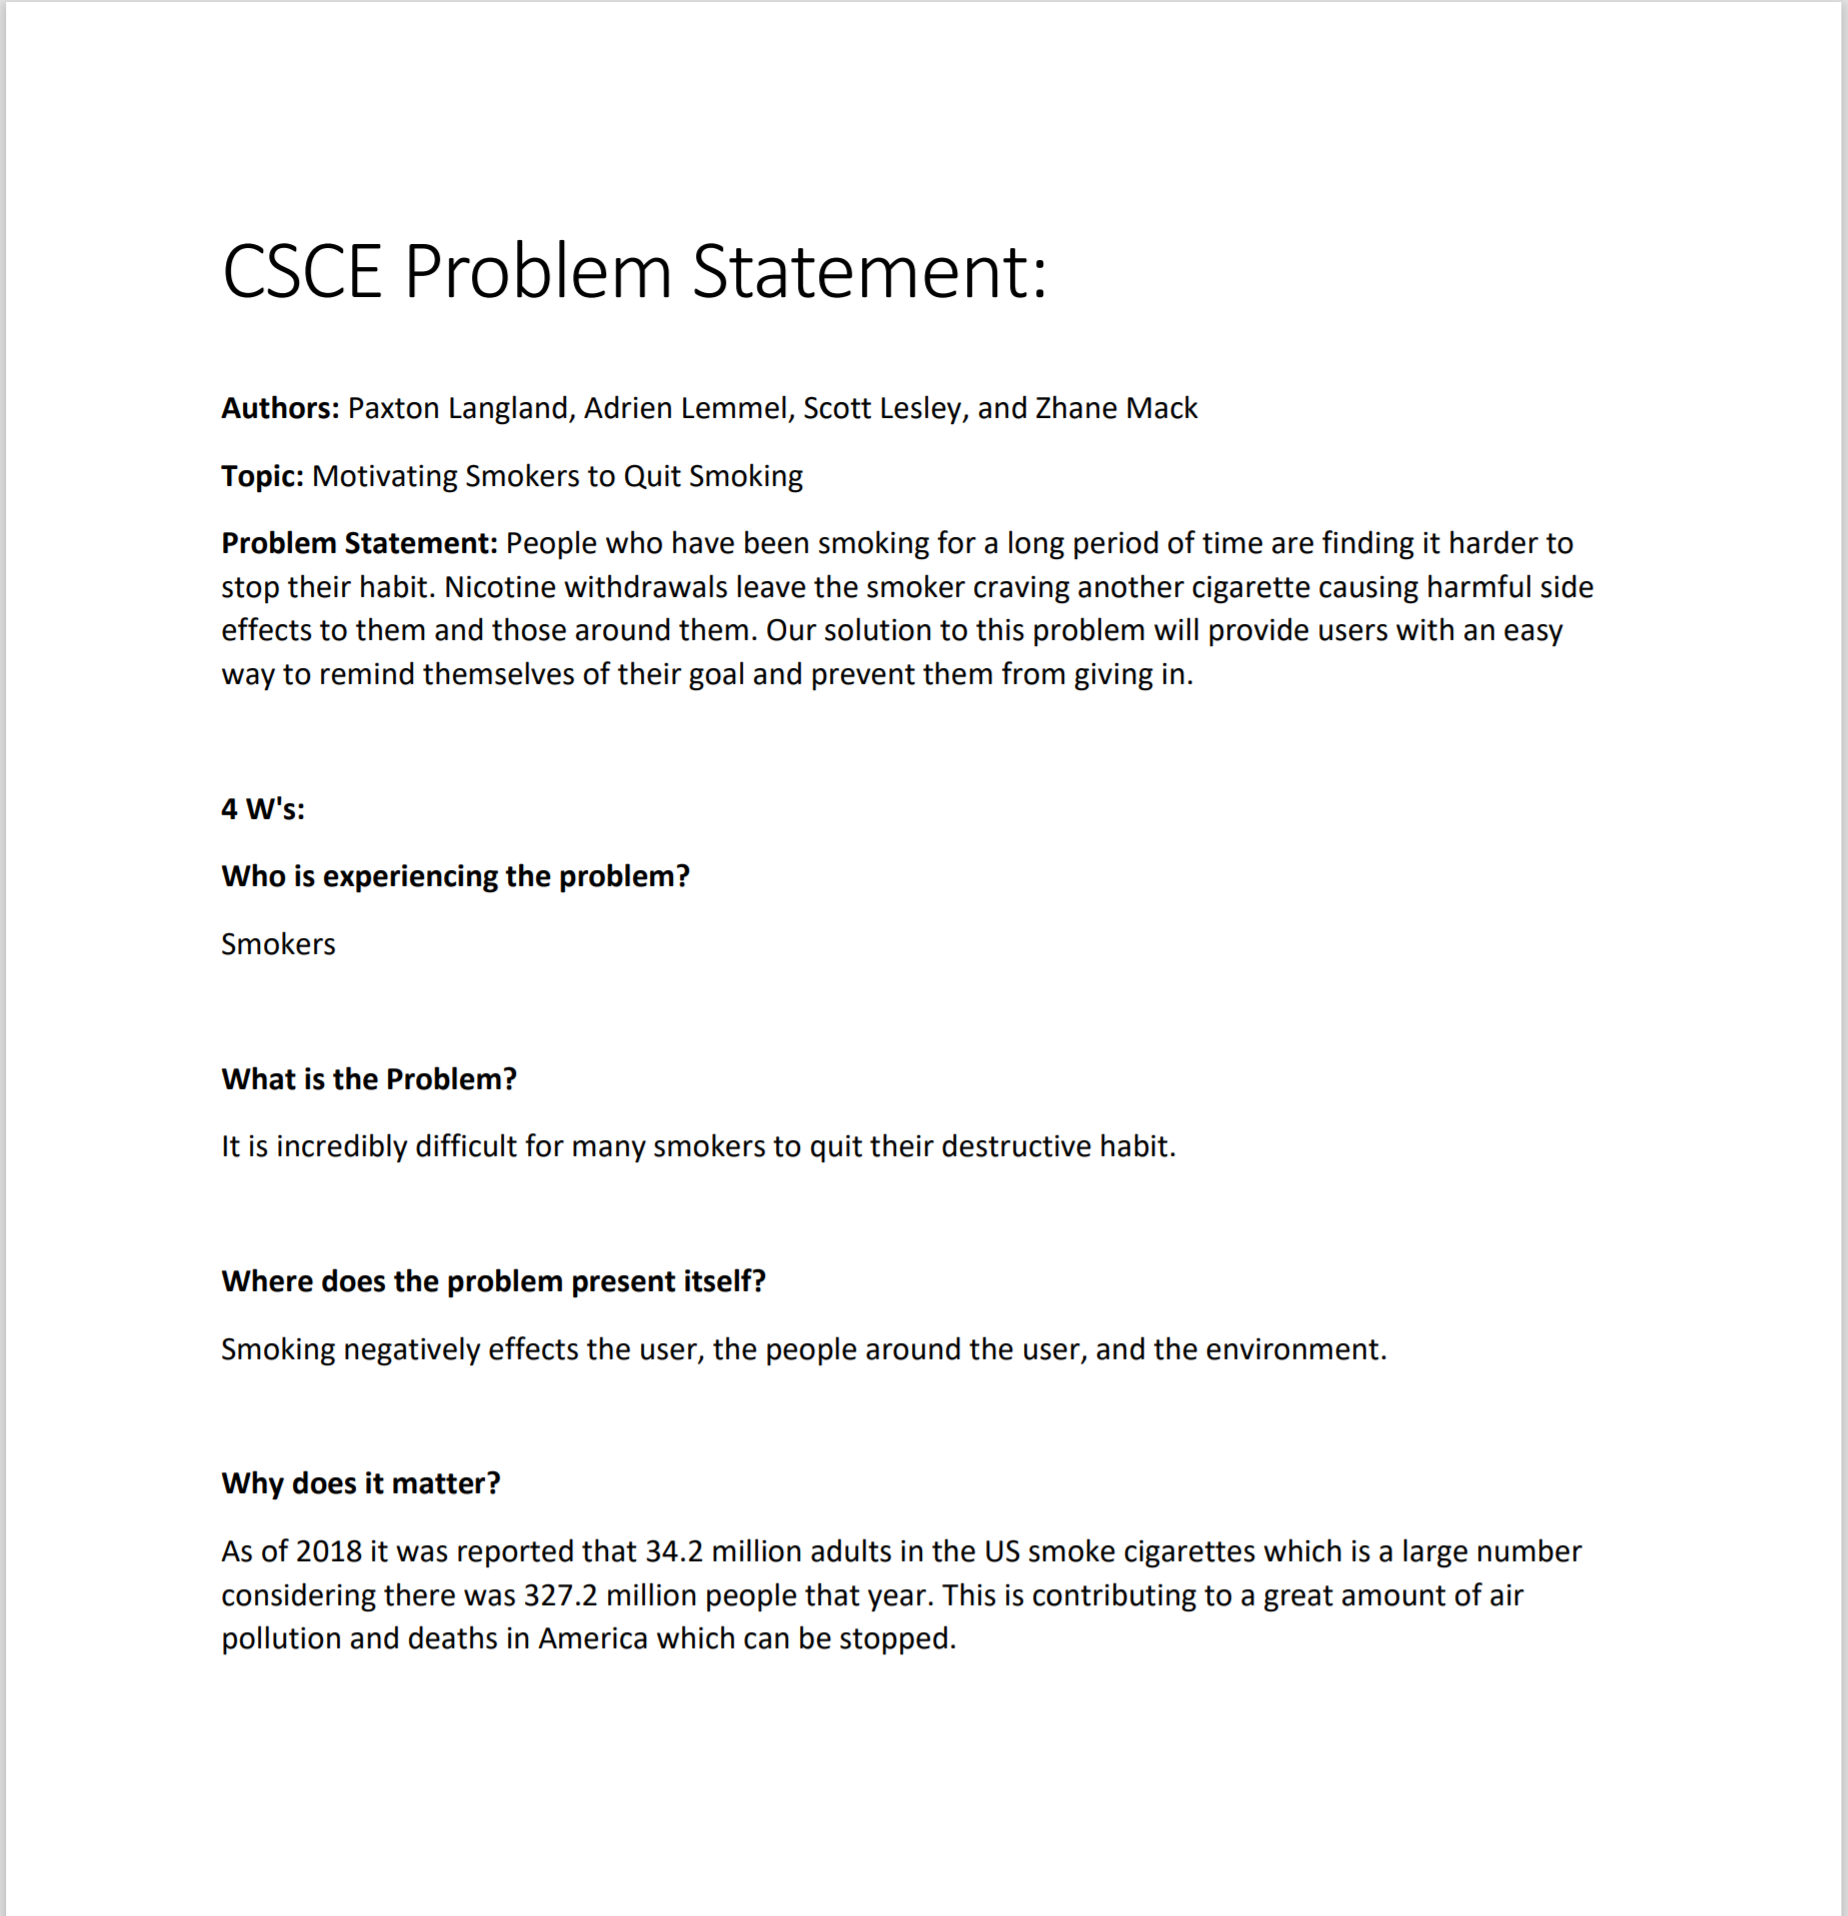 CSCE Problem Statement:
Authors: Paxton Langland, Adrien Lemmel, Scott Lesley, and Zhane Mack
Topic: Motivating Smokers to Quit Smoking
Problem Statement: People who have been smoking for a long period of time are finding it harder to
stop their habit. Nicotine withdrawals leave the smoker craving another cigarette causing harmful side
effects to them and those around them. Our solution to this problem will provide users with an easy
way to remind themselves of their goal and prevent them from giving in.
4 W's:
Who is experiencing the problem?
Smokers
What is the Problem?
It is incredibly difficult for many smokers to quit their destructive habit.
Where does the problem present itself?
Smoking negatively effects the user, the people around the user, and the environment.
Why does it matter?
As of 2018 it was reported that 34.2 million adults in the US smoke cigarettes which is a large number
considering there was 327.2 million people that year. This is contributing to a great amount of air
pollution and deaths in America which can be stopped.